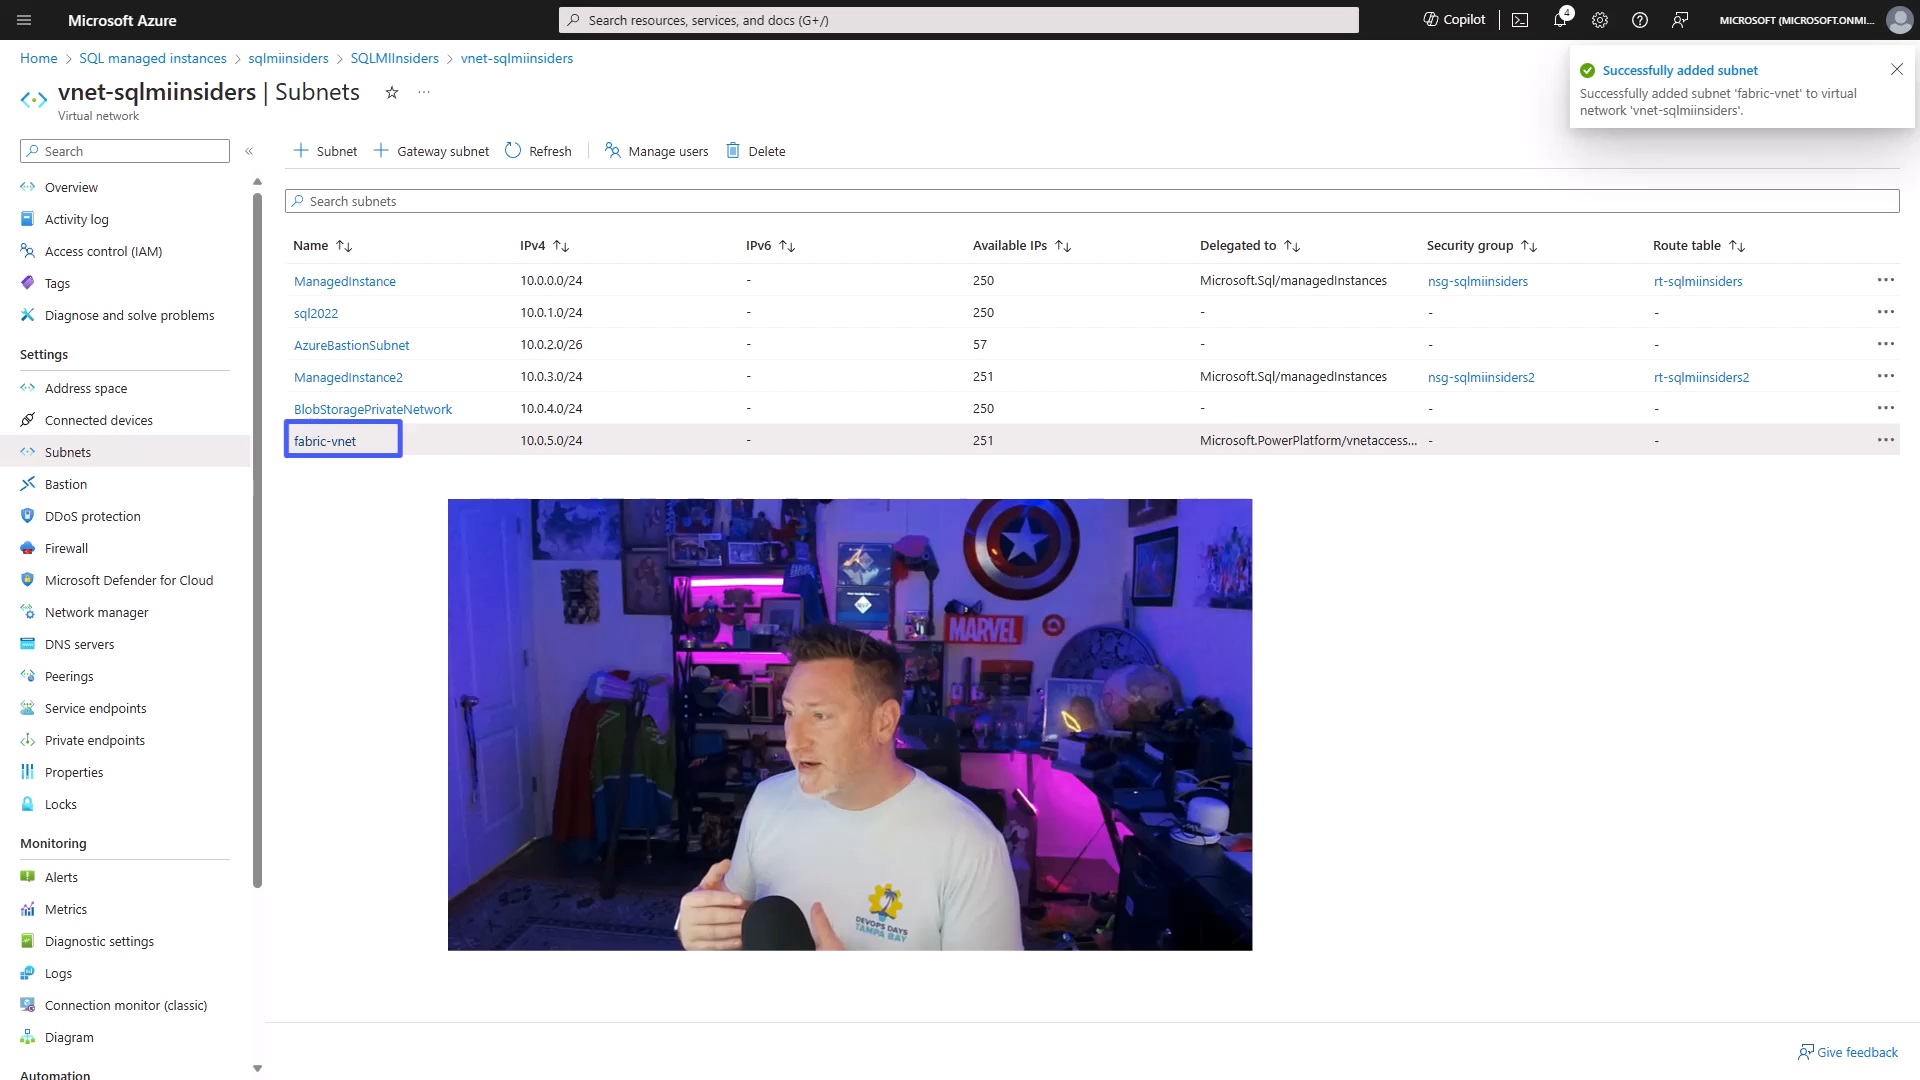 Microsoft Azure
Search resources, services, and docs (G+/)
Copilot
4
MICROSOFT (MICROSOFT.ONMI...
Home > SQL managed instances > sqlmiinsiders > SQLMIInsiders > vnet-sqlmiinsiders
Successfully added subnet
Successfully added subnet 'fabric-vnet' to virtual
network 'vnet-sqlmiinsiders'.
vnet-sqlmiinsiders | Subnets
Virtual network
Search
Subnet
Gateway subnet
Refresh
Manage users
Delete
Overview
Activity log
Access control (IAM)
Tags
Diagnose and solve problems
Settings
Address space
Connected devices
Subnets
Bastion
DDoS protection
Firewall
Microsoft Defender for Cloud
Network manager
DNS servers
Peerings
Service endpoints
Private endpoints
Properties
Locks
Monitoring
Alerts
Metrics
Diagnostic settings
Logs
Connection monitor (classic)
Diagram
Automation
Search subnets
Name IPv4 IPv6 Available IPs Delegated to Security group Route table
ManagedInstance 10.0.0.0/24 - 250 Microsoft.Sql/managedInstances nsg-sqlmiinsiders rt-sqlmiinsiders
sql2022 10.0.1.0/24 - 250 - - -
AzureBastionSubnet 10.0.2.0/26 - 57 - - -
ManagedInstance2 10.0.3.0/24 - 251 Microsoft.Sql/managedInstances nsg-sqlmiinsiders2 rt-sqlmiinsiders2
BlobStoragePrivateNetwork 10.0.4.0/24 - 250 - - -
fabric-vnet 10.0.5.0/24 - 251 Microsoft.PowerPlatform/vnetaccess... - -
MARVEL
DEVOPS DAYS
TAMPA BAY
Give feedback